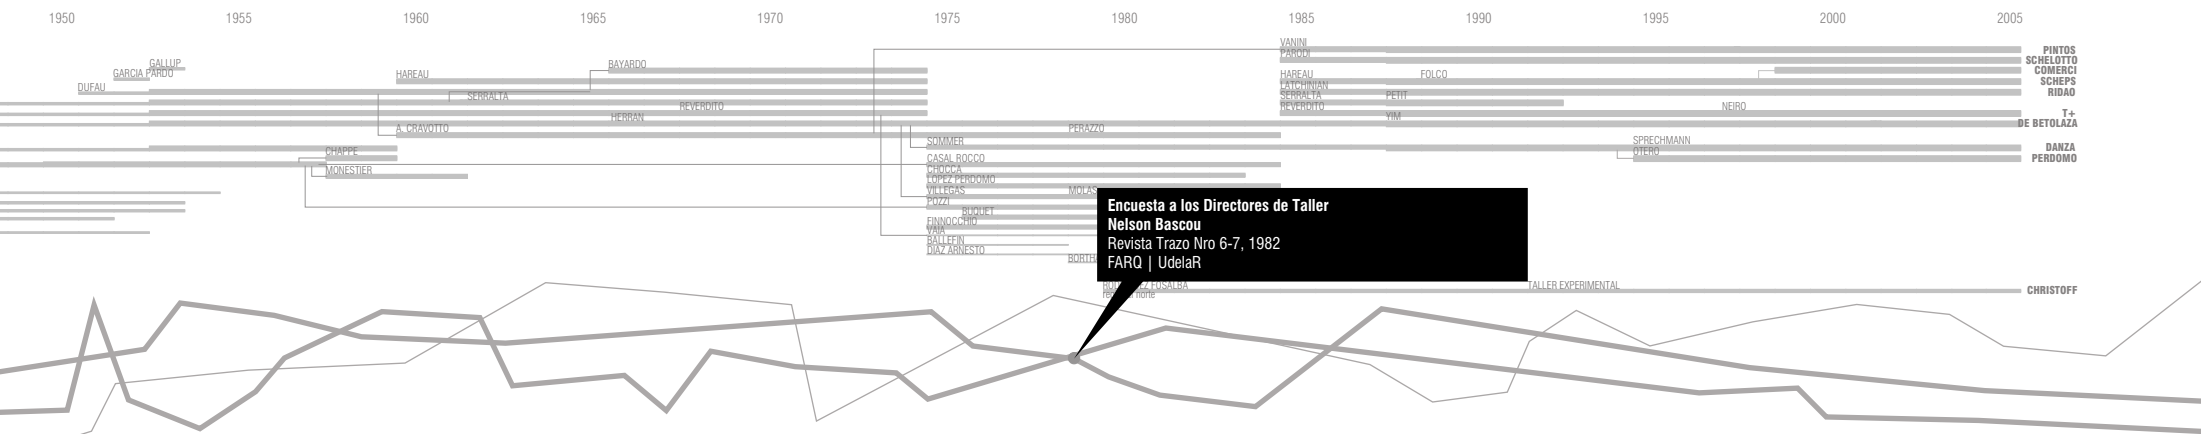 1950 1955 1960 1965 1970 1975 1980 1985 1990 1995 2000 2005
VANINI
PINTOS
PARODI
SCHELOTTO
GALLUP
BAYARDO
COMERCI
GARCIA PARDO
HAREAU
HAREAU
FOLCO
SCHEPS
DUFAU
LATCHINIAN
RIDAO
SERRALTA
SERRALTA
PETIT
REVERDITO
REVERDITO
NEIRO
T+
HERRAN
YIM
DE BETOLAZA
A. CRAVOTTO
PERAZZO
SOMMER
SPRECHMANN
DANZA
CHAPPE
OTERO
CASAL ROCCO
PERDOMO
MONESTIER
CHOCCA
LOPEZ PERDOMO
VILLEGAS
MOLAS
POZZI
BUQUET
FINNOCCHIO
VAIA
BALLEFIN
DIAZ ARNESTO
Encuesta a los Directores de Taller
Nelson Bascou
Revista Trazo Nro 6-7, 1982
FARQ | UdelaR
FOSALBA
norte
TALLER EXPERIMENTAL
CHRISTOFF